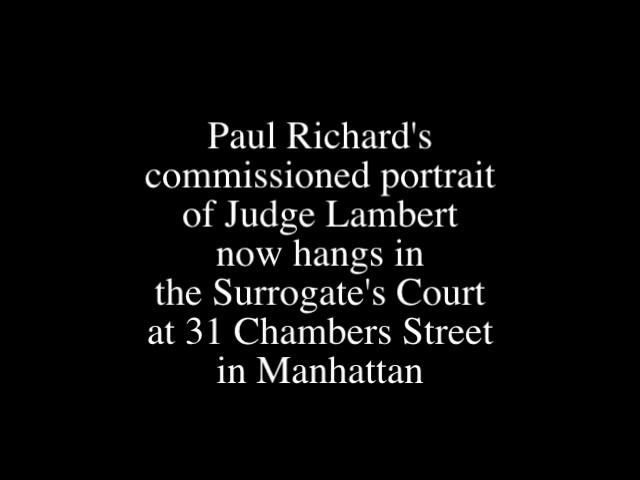 Paul Richard's
commissioned portrait
of Judge Lambert
now hangs in
the Surrogate's Court
at 31 Chambers Street
in Manhattan